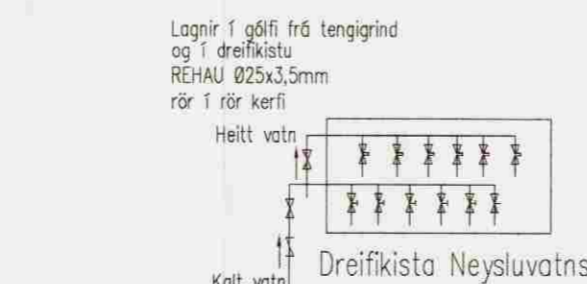 Lagnir í gólfi frá tengigrind
og í dreifikistu
REHAU Ø25x3,5mm
rör í rör kerfi
Heitt vatn
Dreifikista Neysluvatns
Kalt vatn